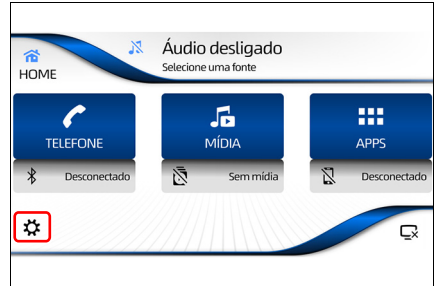 Áudio desligado
Selecione uma fonte
HOME
TELEFONE
MÍDIA
APPS
Desconectado
Sem mídia
Desconectado